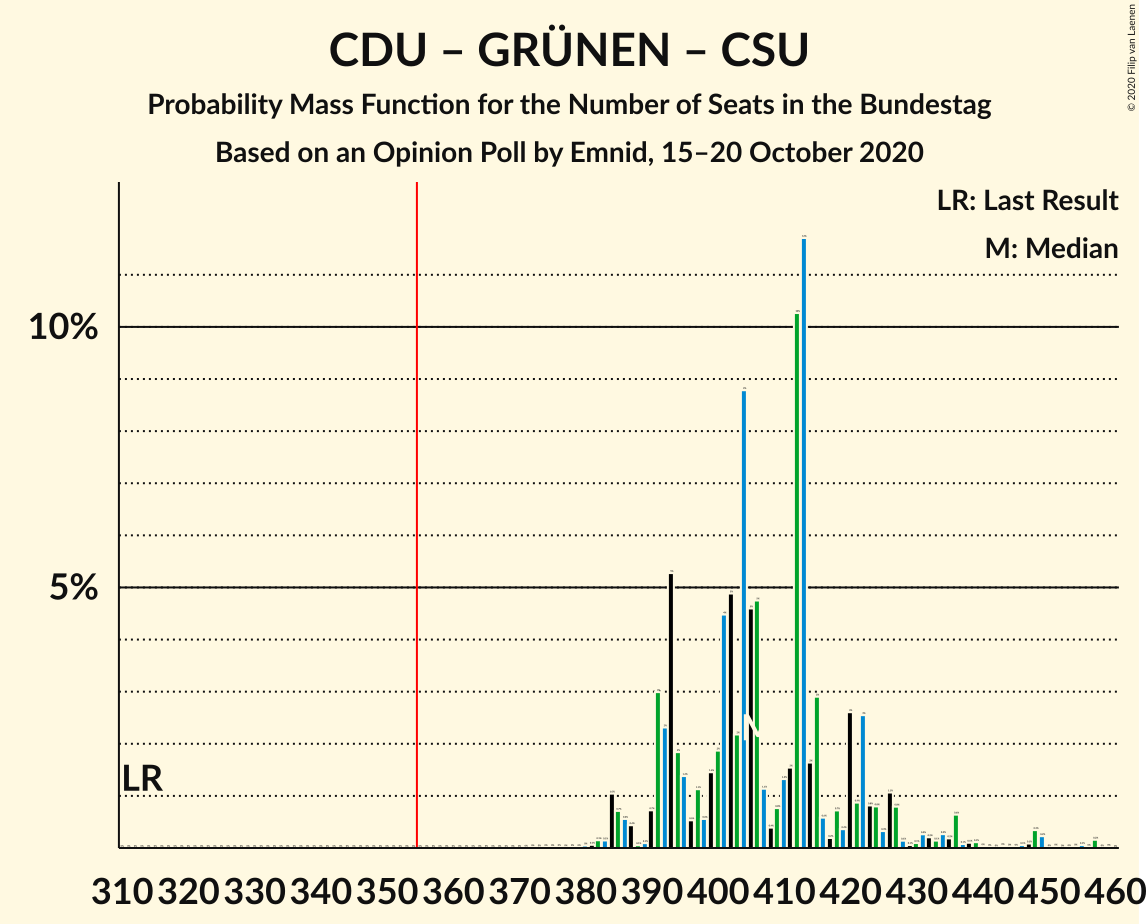 CDU – GRÜNEN – CSU
Probability Mass Function for the Number of Seats in the Bundestag
Based on an Opinion Poll by Emnid, 15–20 October 2020
© 2020 Filip van Laenen
LR: Last Result
M: Median
10%
5%
LR
310 320 330 340 350 360 370 380 390 400 410 420 430 440 450 460